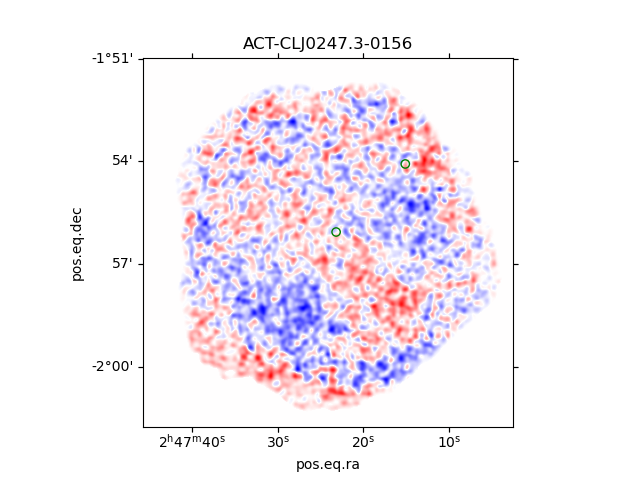 ACT-CLJ0247.3-0156
-1°51'
54'
57'
-2°00'
pos.eq.dec
2ʰ47ᵐ40ˢ 30ˢ 20ˢ 10ˢ
pos.eq.ra